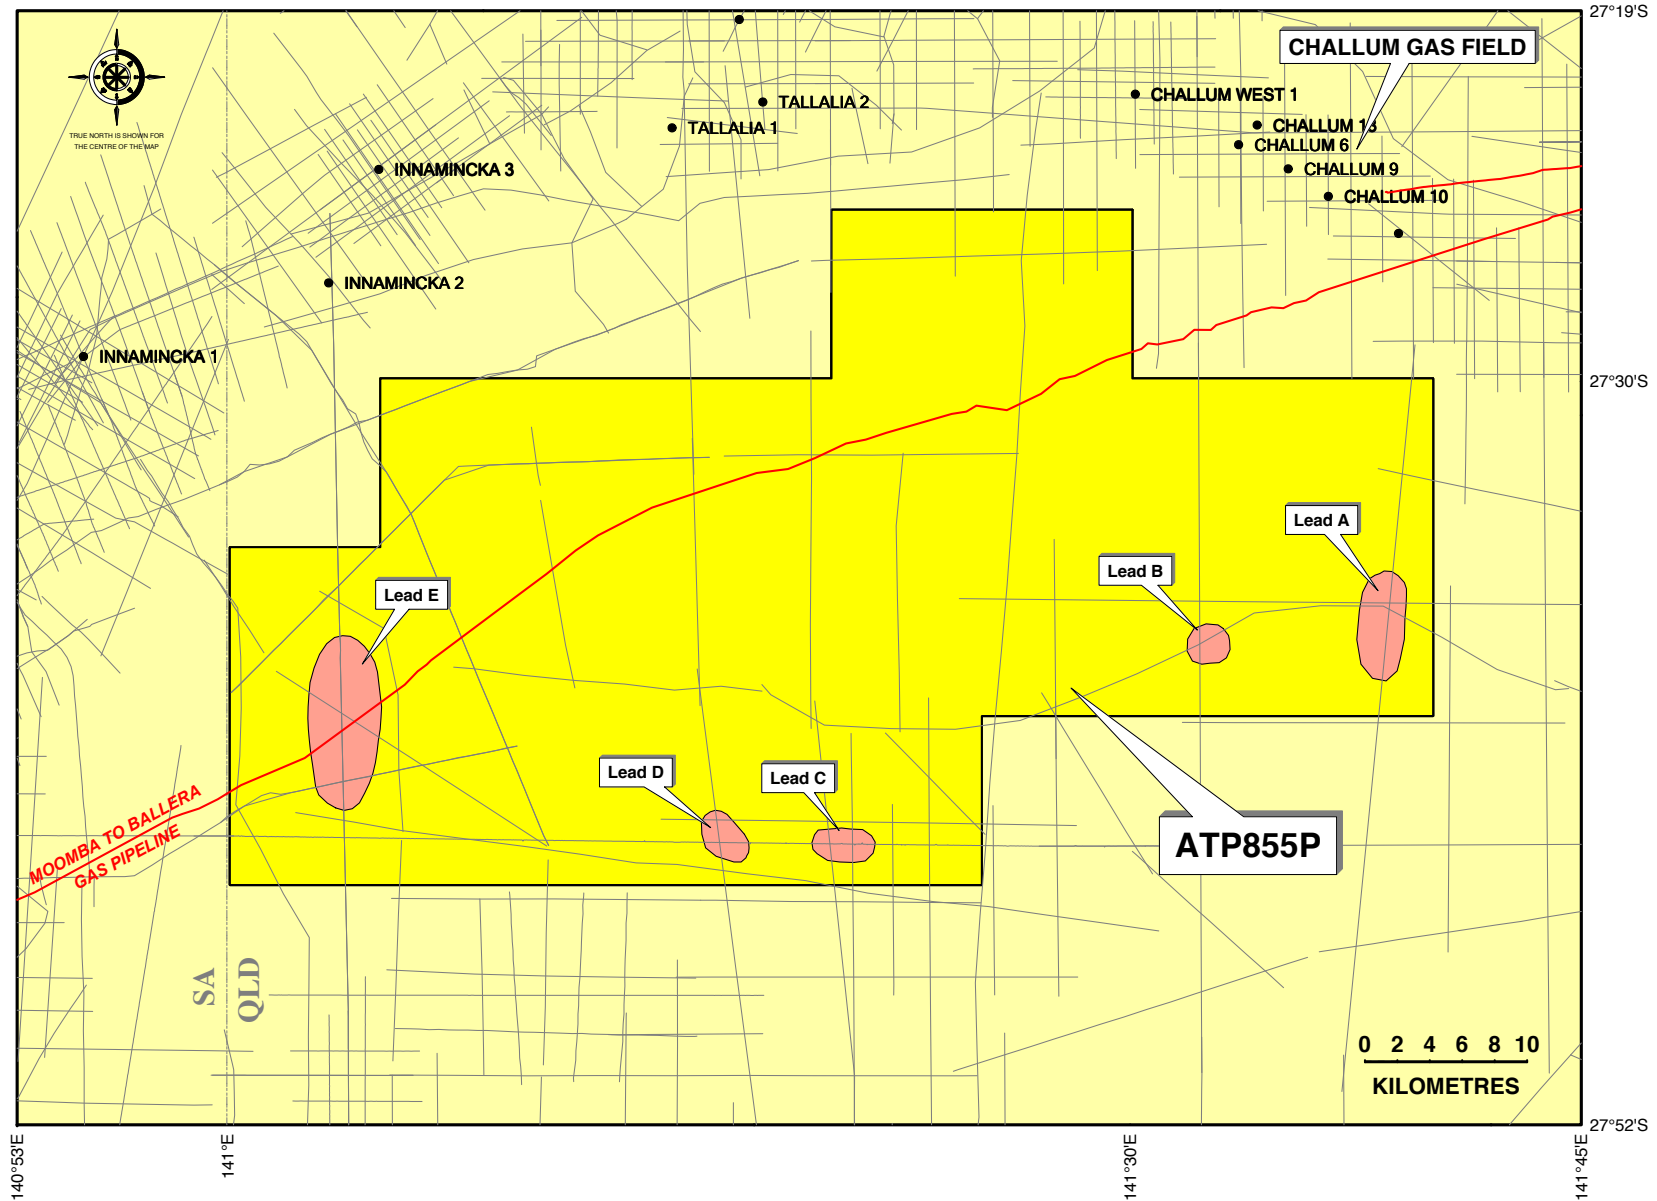 27°19'S
CHALLUM GAS FIELD
TRUE NORTH IS SHOWN FOR
THE CENTRE OF THE MAP
TALLALIA 2
CHALLUM WEST 1
TALLALIA 1
CHALLUM 13
CHALLUM 6
INNAMINCKA 3
CHALLUM 9
CHALLUM 10
INNAMINCKA 2
INNAMINCKA 1
27°30'S
Lead A
Lead B
Lead E
Lead D
Lead C
MOOMBA TO BALLERA
GAS PIPELINE
ATP855P
SA
QLD
0 2 4 6 8 10
KILOMETRES
27°52'S
140°53'E
141°E
141°30'E
141°45'E